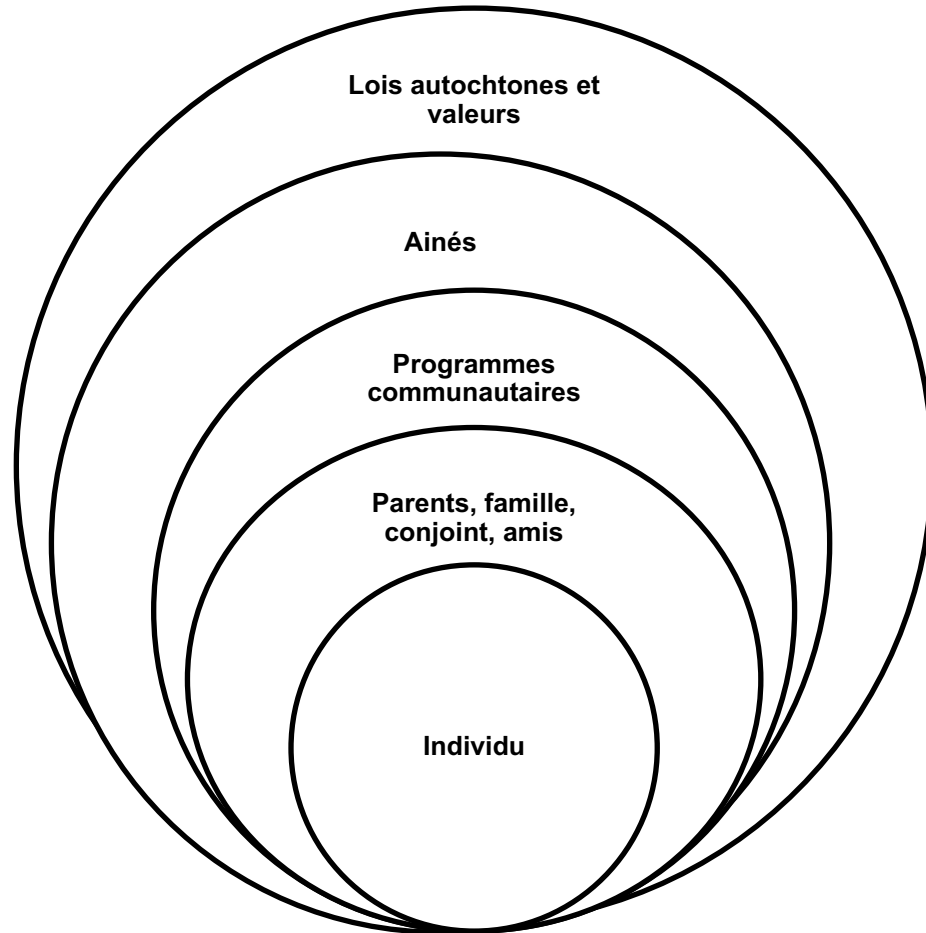 Lois autochtones et
valeurs
Ainés
Programmes
communautaires
Parents, famille,
conjoint, amis
Individu